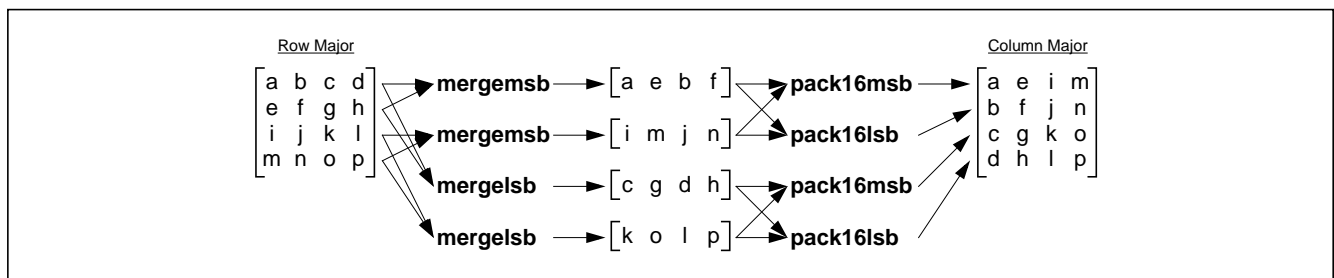 Row Major
Column Major
a b c d
e f g h
i j k l
m n o p
mergemsb
mergemsb
mergelsb
mergelsb
a e b f
i m j n
c g d h
k o l p
pack16msb
pack16lsb
pack16msb
pack16lsb
a e i m
b f j n
c g k o
d h l p